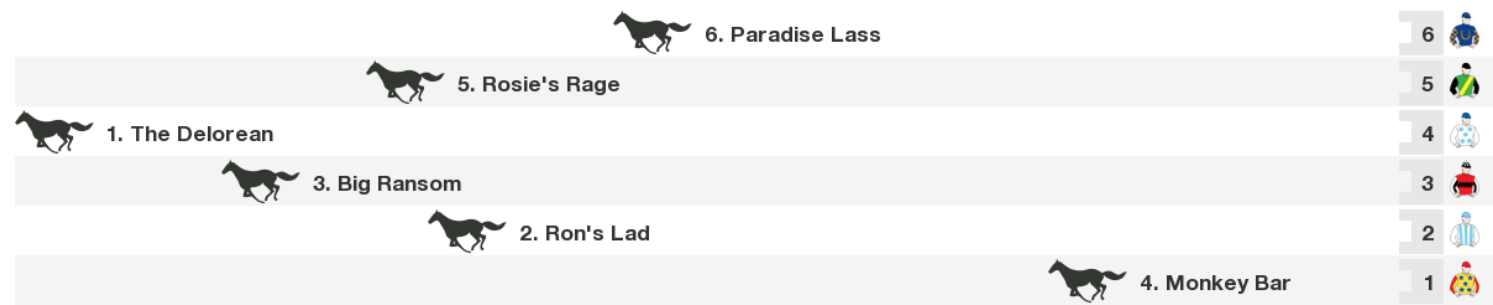 6. Paradise Lass 6
5. Rosie's Rage 5
1. The Delorean 4
3. Big Ransom 3
2. Ron's Lad 2
4. Monkey Bar 1